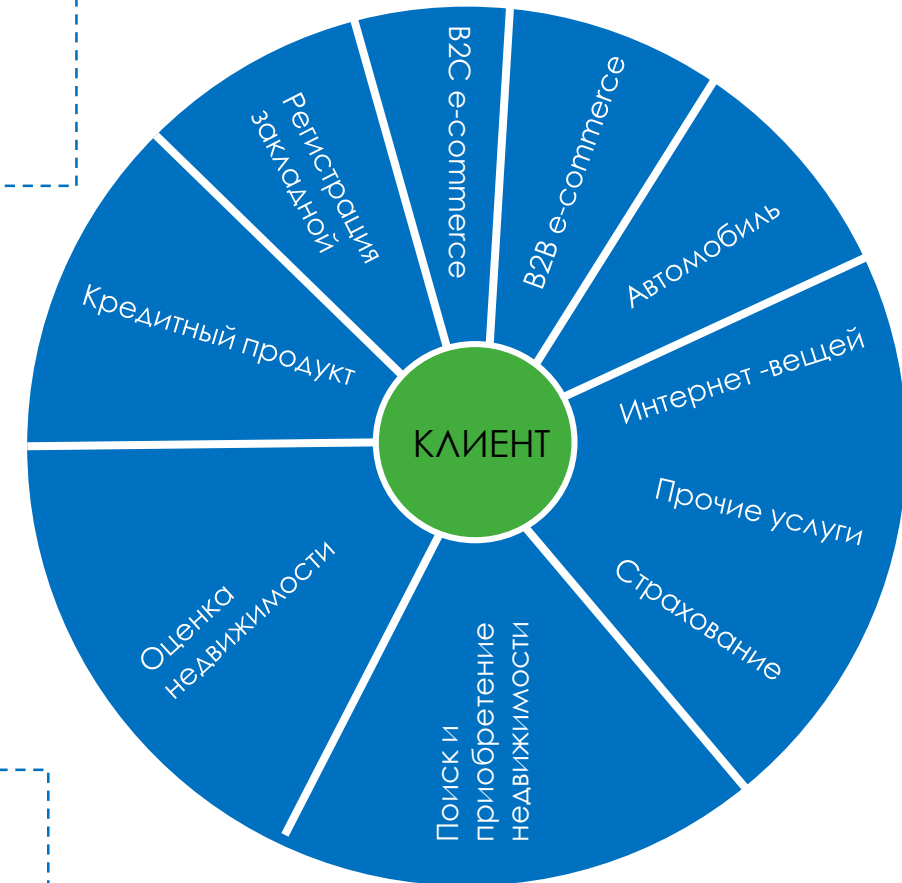 B2C e-commerce
B2B e-commerce
Автомобиль
Интернет -вещей
Прочие услуги
Страхование
Поиск и
приобретение
недвижимости
Оценка
недвижимости
Кредитный продукт
Регистрация
закладной
КЛИЕНТ